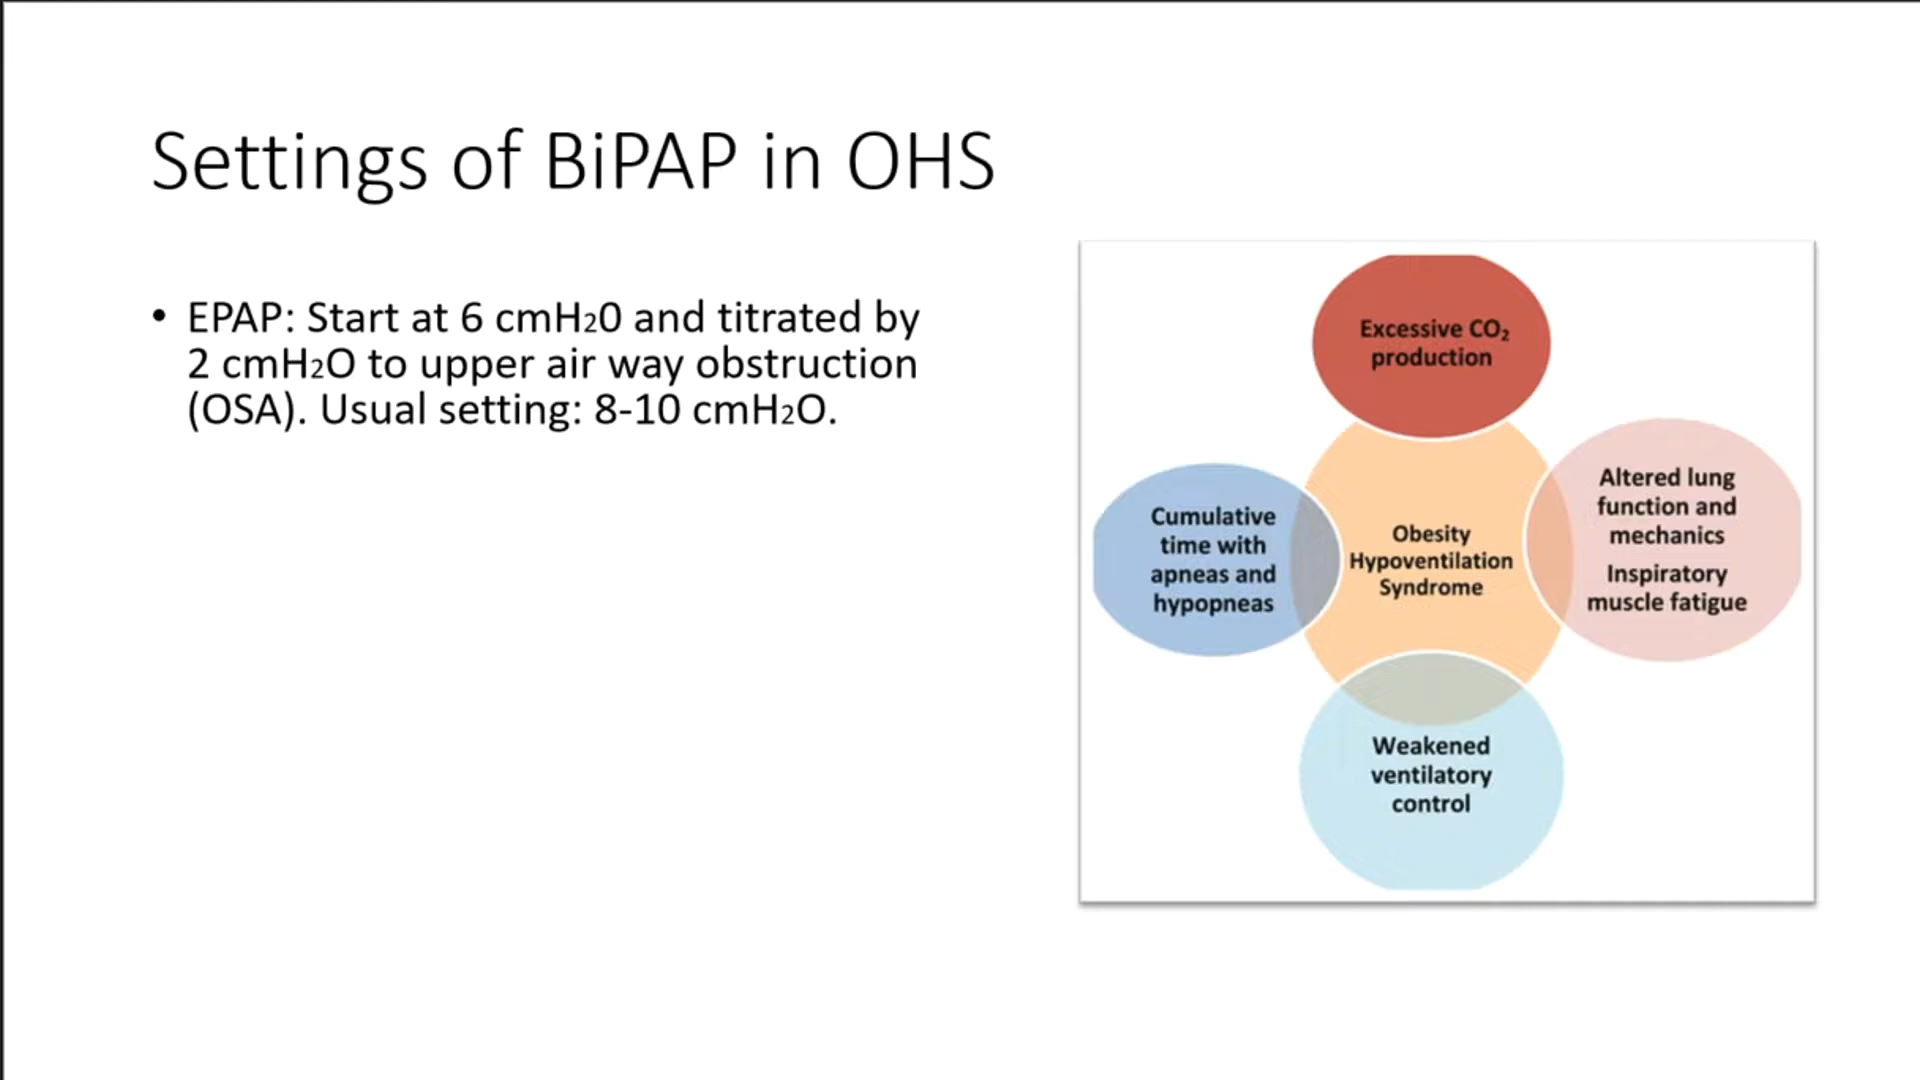 Settings of BiPAP in OHS
• EPAP: Start at 6 cmH₂0 and titrated by
2 cmH₂O to upper air way obstruction
(OSA). Usual setting: 8-10 cmH₂O.
Excessive CO₂
production
Cumulative
time with
apneas and
hypopneas
Obesity
Hypoventilation
Syndrome
Altered lung
function and
mechanics
Inspiratory
muscle fatigue
Weakened
ventilatory
control